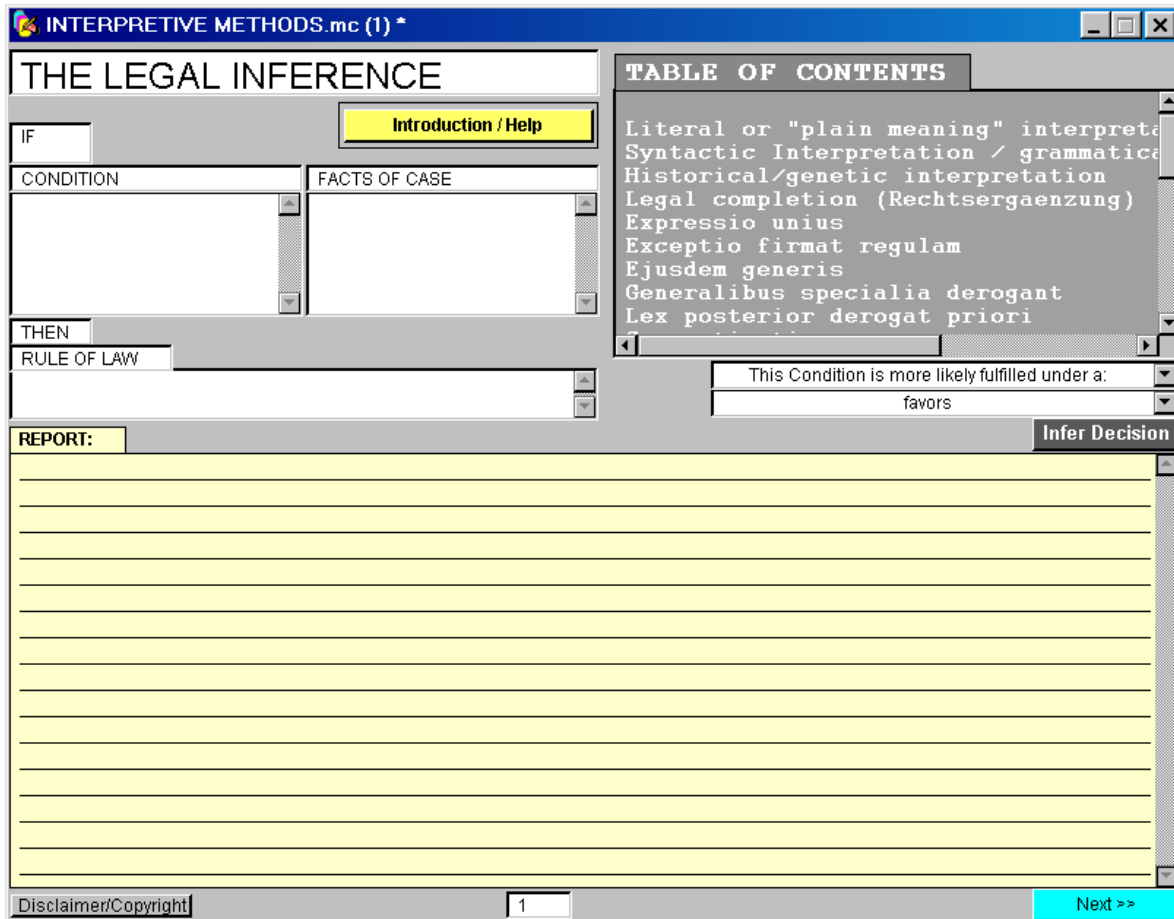 INTERPRETIVE METHODS.mc (1) *
THE LEGAL INFERENCE
Introduction / Help
IF
CONDITION
FACTS OF CASE
THEN
RULE OF LAW
TABLE OF CONTENTS
Literal or "plain meaning" interpreta
Syntactic Interpretation / grammatica
Historical/genetic interpretation
Legal completion (Rechtsergaenzung)
Expressio unius
Exceptio firmat regulam
Ejusdem generis
Generalibus specialia derogant
Lex posterior derogat priori
This Condition is more likely fulfilled under a:
favors
REPORT:
Infer Decision
Disclaimer/Copyright
1
Next >>